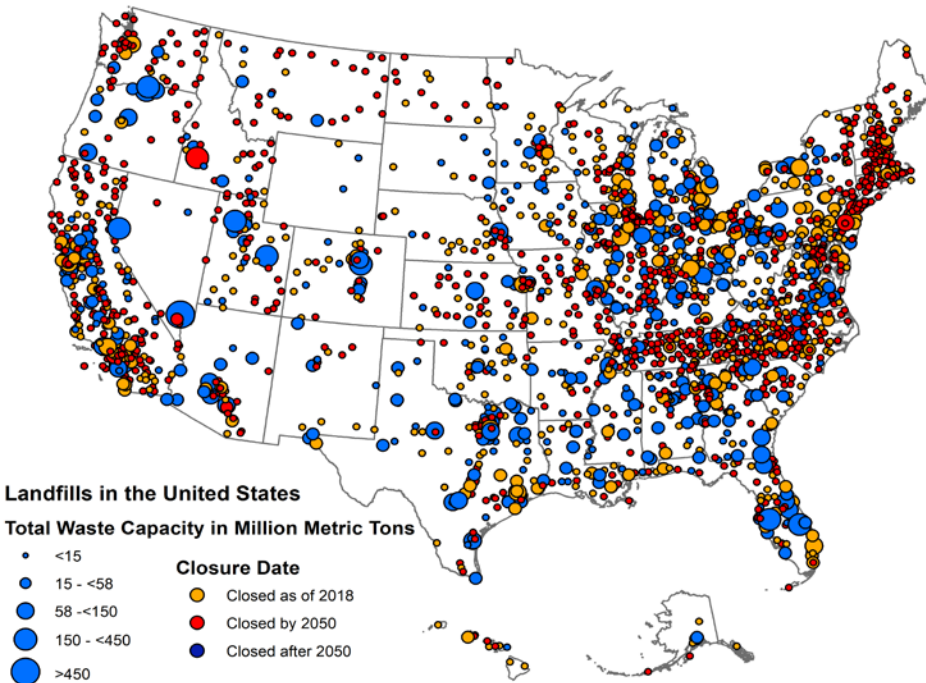 Landfills in the United States
Total Waste Capacity in Million Metric Tons
<15
15 - <58
58 -<150
150 - <450
>450
Closure Date
Closed as of 2018
Closed by 2050
Closed after 2050